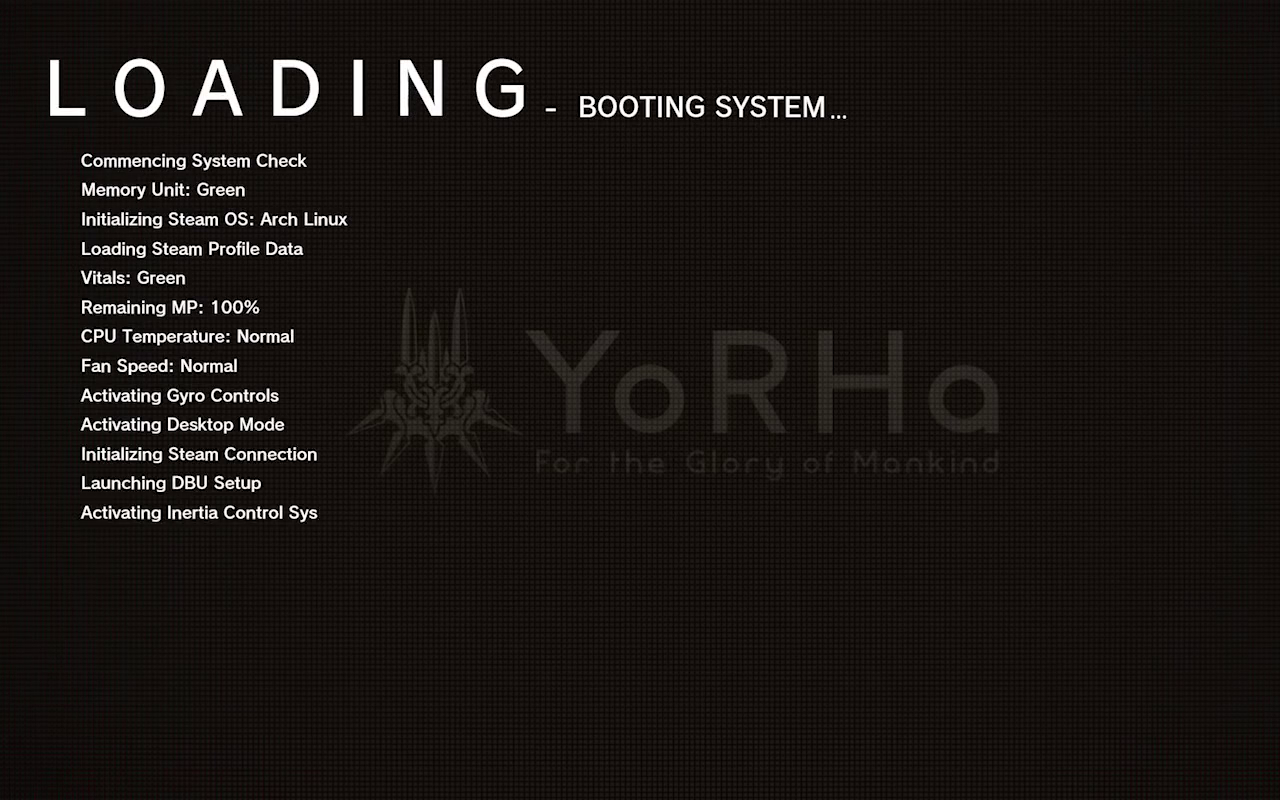 LOADING - BOOTING SYSTEM...
Commencing System Check
Memory Unit: Green
Initializing Steam OS: Arch Linux
Loading Steam Profile Data
Vitals: Green
Remaining MP: 100%
CPU Temperature: Normal
Fan Speed: Normal
Activating Gyro Controls
Activating Desktop Mode
Initializing Steam Connection
Launching DBU Setup
Activating Inertia Control Sys
YoRHa
For the Glory of Mankind